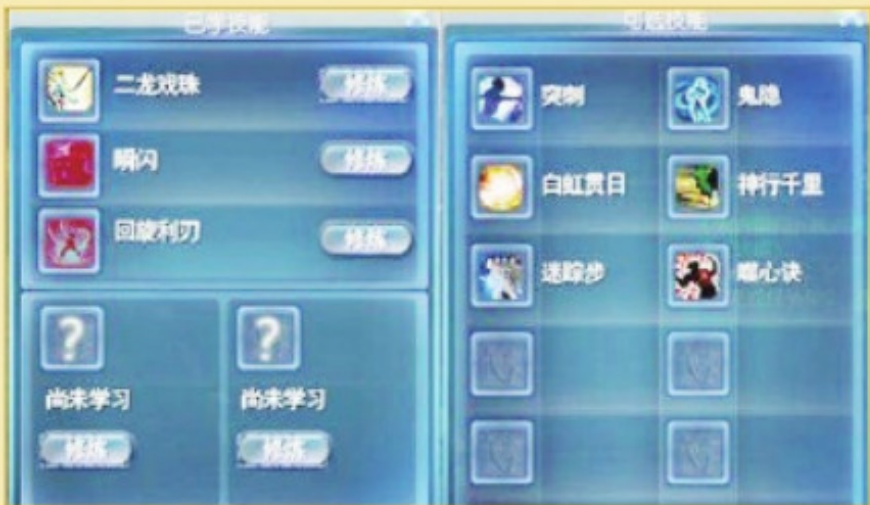 已学技能
二龙戏珠
修炼
瞬闪
修炼
回旋利刃
修炼
?
?
尚未学习
尚未学习
修炼
修炼
可选技能
突刺
鬼隐
白虹贯日
神行千里
迷踪步
嗜心诀